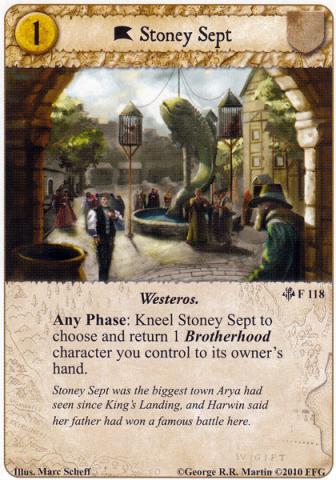 1
Stoney Sept
Westeros.
F 118
Any Phase: Kneel Stoney Sept to
choose and return 1 Brotherhood
character you control to its owner's
hand.
Stoney Sept was the biggest town Arya had
seen since King's Landing, and Harwin said
her father had won a famous battle here.
Illus. Marc Scheff
©George R.R. Martin ©2010 FFG